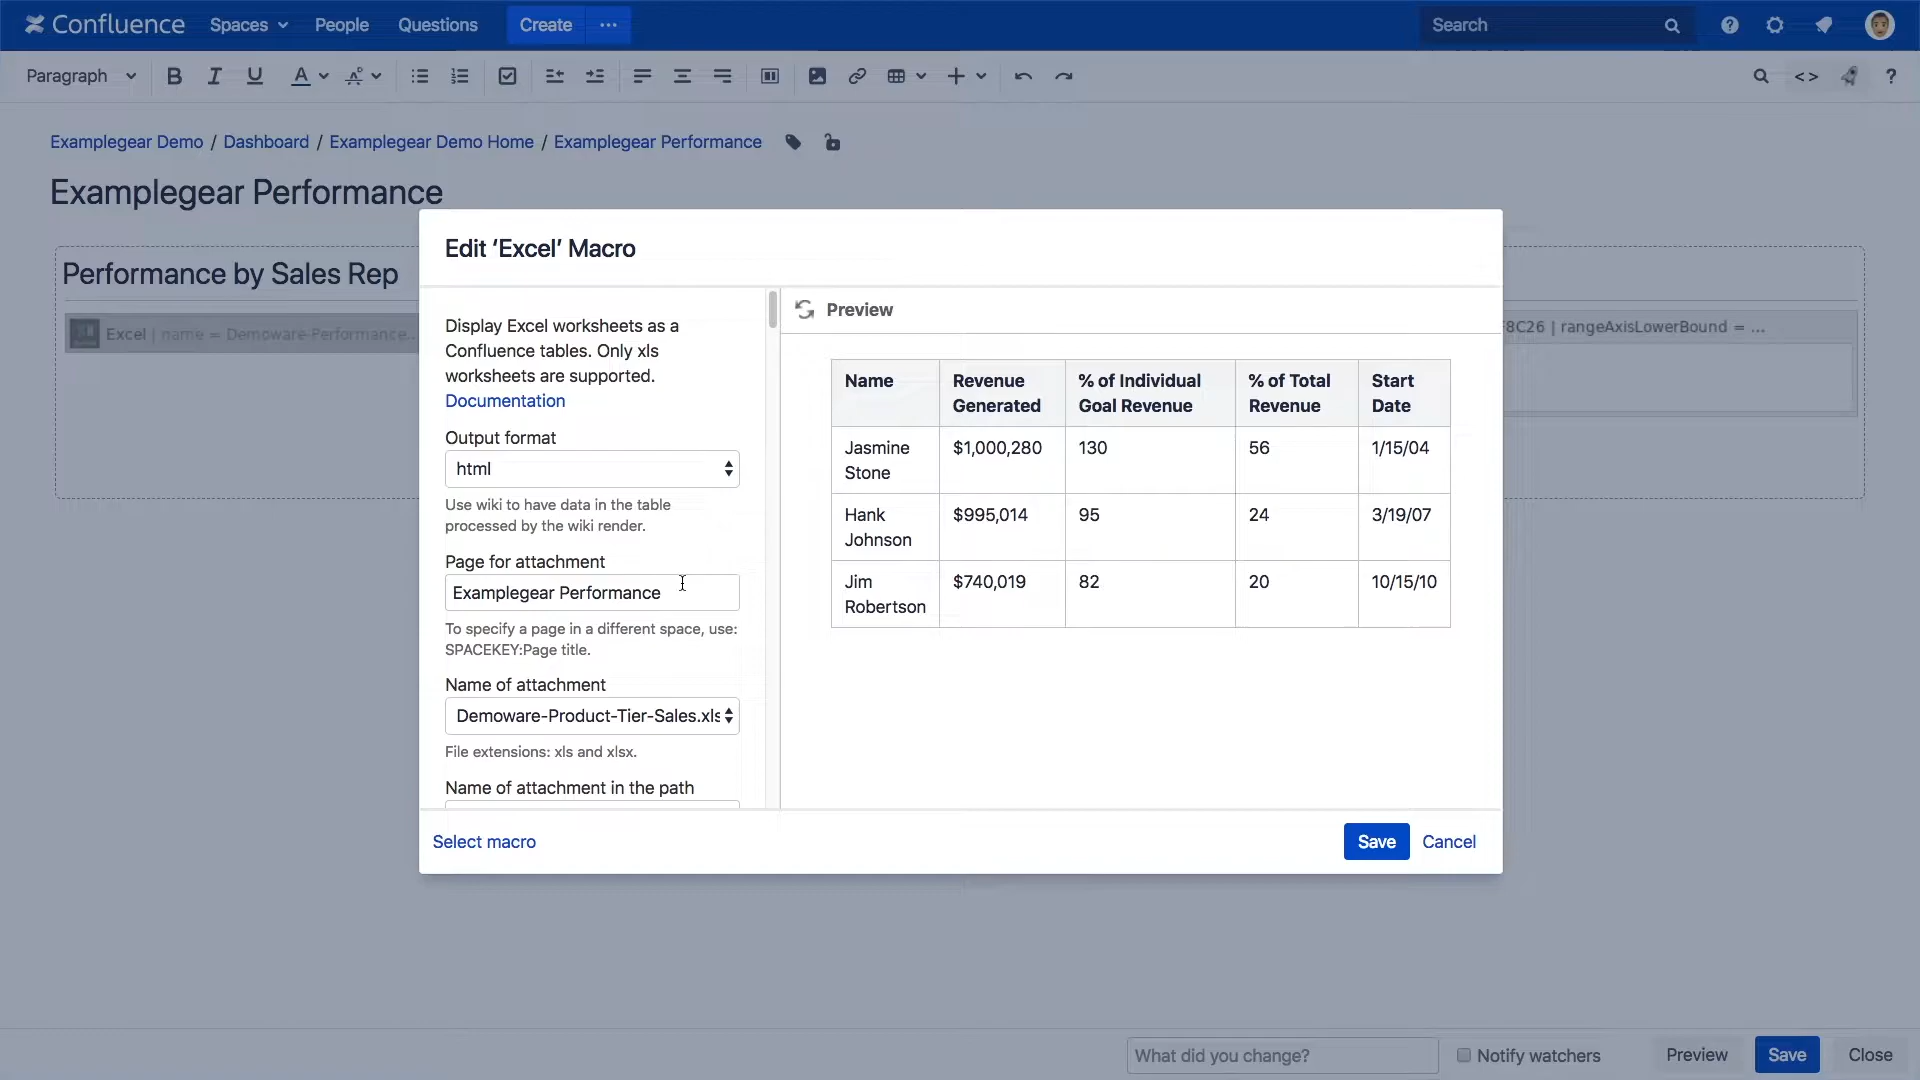 Confluence Spaces People Questions Create ··· Search
Paragraph B I U A <> ?
Examplegear Demo / Dashboard / Examplegear Demo Home / Examplegear Performance
Examplegear Performance
Performance by Sales Rep
Excel | name = Demoware-Performance...
8C26 | rangeAxisLowerBound = ...
Edit ‘Excel’ Macro
Display Excel worksheets as a
Confluence tables. Only xls
worksheets are supported.
Documentation
Output format
html
Use wiki to have data in the table
processed by the wiki render.
Page for attachment
Examplegear Performance
To specify a page in a different space, use:
SPACEKEY:Page title.
Name of attachment
Demoware-Product-Tier-Sales.xls
File extensions: xls and xlsx.
Name of attachment in the path
Preview
Name Revenue Generated % of Individual Goal Revenue % of Total Revenue Start Date
Jasmine Stone $1,000,280 130 56 1/15/04
Hank Johnson $995,014 95 24 3/19/07
Jim Robertson $740,019 82 20 10/15/10
Select macro Save Cancel
What did you change? Notify watchers Preview Save Close